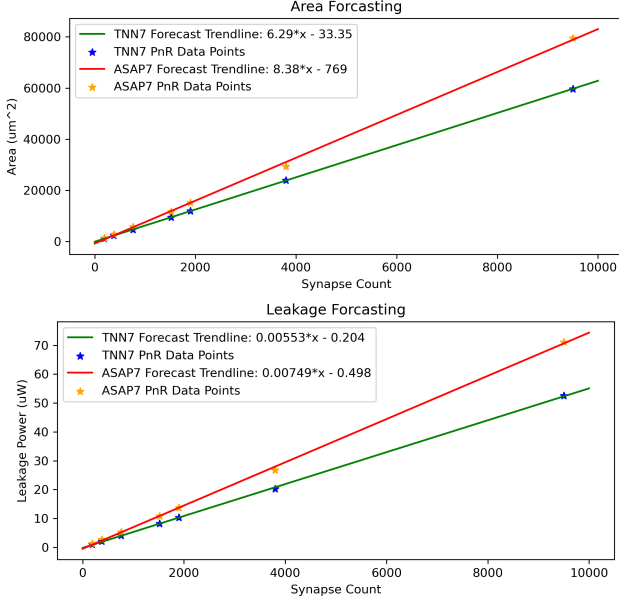 Area Forcasting
TNN7 Forecast Trendline: 6.29*x - 33.35
TNN7 PnR Data Points
ASAP7 Forecast Trendline: 8.38*x - 769
ASAP7 PnR Data Points
80000
60000
40000
20000
0
Area (um^2)
0 2000 4000 6000 8000 10000
Synapse Count
Leakage Forcasting
TNN7 Forecast Trendline: 0.00553*x - 0.204
TNN7 PnR Data Points
ASAP7 Forecast Trendline: 0.00749*x - 0.498
ASAP7 PnR Data Points
70
60
50
40
30
20
10
0
Leakage Power (uW)
0 2000 4000 6000 8000 10000
Synapse Count